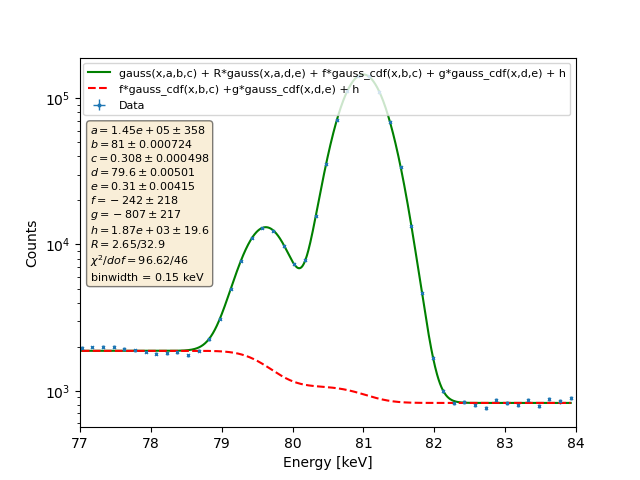 gauss(x,a,b,c) + R*gauss(x,a,d,e) + f*gauss_cdf(x,b,c) + g*gauss_cdf(x,d,e) + h
f*gauss_cdf(x,b,c) +g*gauss_cdf(x,d,e) + h
Data
a = 1.45e + 05 ± 358
b = 81 ± 0.000724
c = 0.308 ± 0.000498
d = 79.6 ± 0.00501
e = 0.31 ± 0.00415
f = −242 ± 218
g = −807 ± 217
h = 1.87e + 03 ± 19.6
R = 2.65/32.9
χ²/dof = 96.62/46
binwidth = 0.15 keV
Counts
10⁵
10⁴
10³
77 78 79 80 81 82 83 84
Energy [keV]